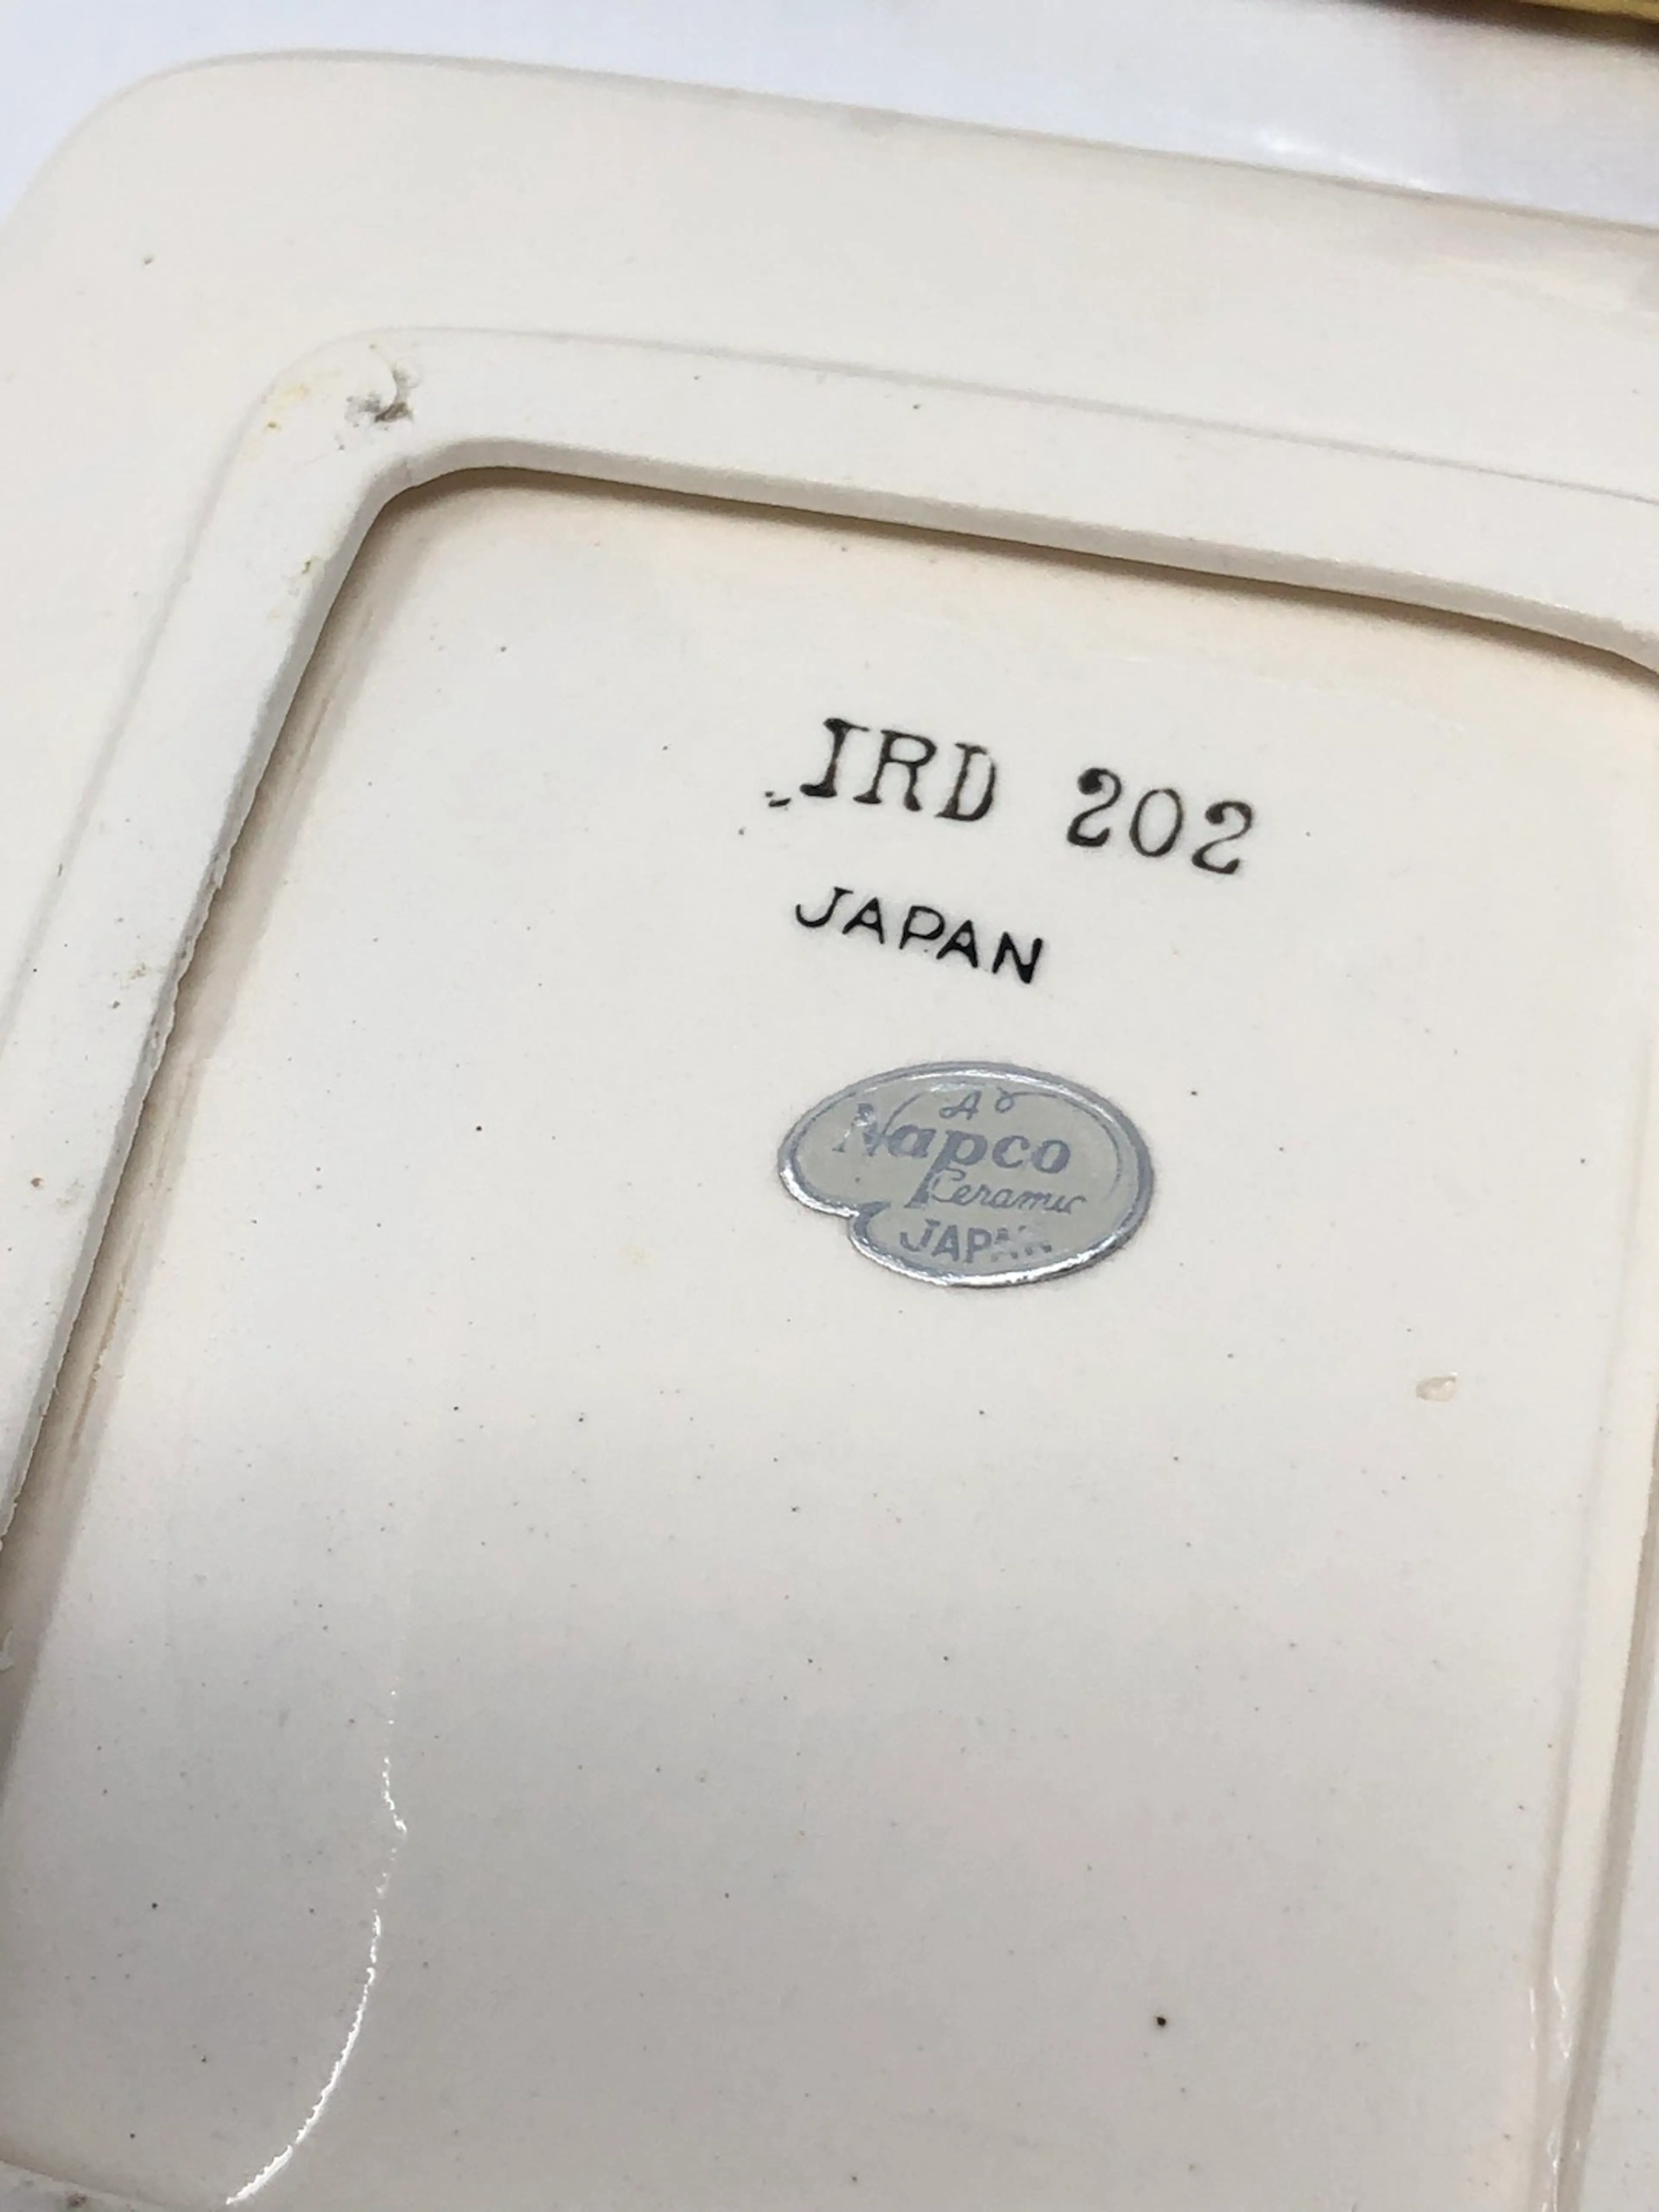 IRD 202
JAPAN
A
Napco
Ceramic
JAPAN